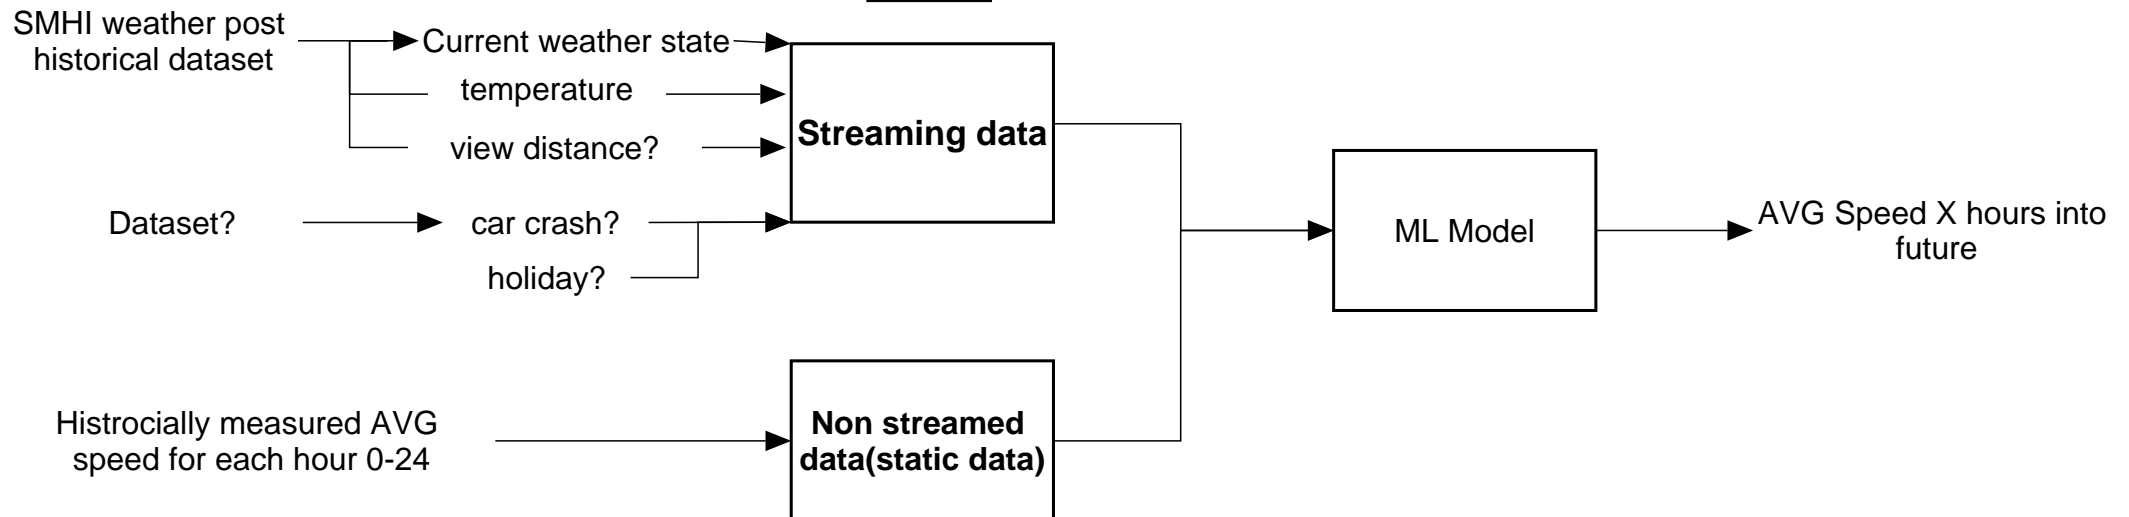 SMHI weather post
historical dataset
Current weather state
temperature
view distance?
Streaming data
Dataset?
car crash?
holiday?
ML Model
AVG Speed X hours into
future
Histrocially measured AVG
speed for each hour 0-24
Non streamed
data(static data)